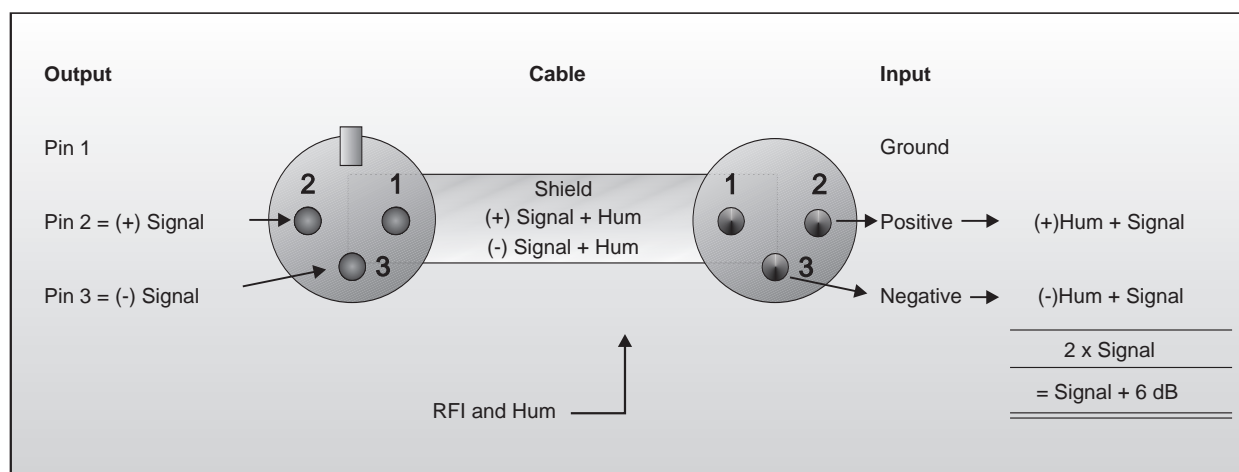 Output Cable Input
Pin 1 Ground
2 1 Shield 1 2
Pin 2 = (+) Signal (+) Signal + Hum Positive (+)Hum + Signal
(-) Signal + Hum
3 3
Pin 3 = (-) Signal Negative (-)Hum + Signal
2 x Signal
= Signal + 6 dB
RFI and Hum